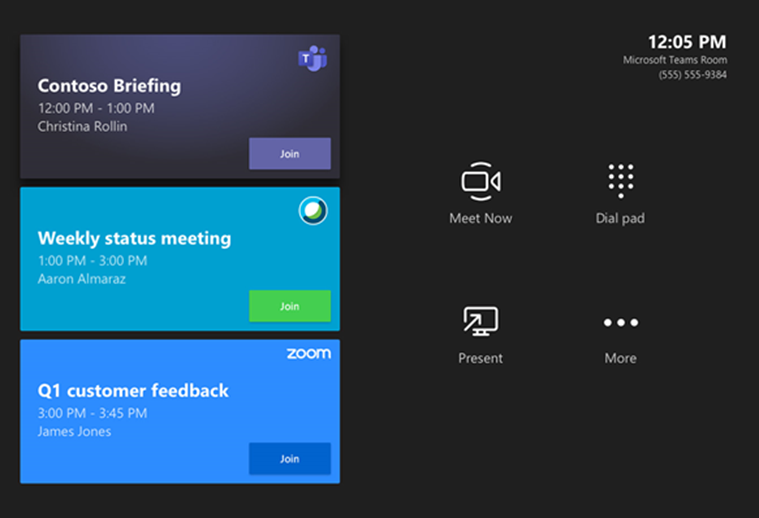 Contoso Briefing
12:00 PM - 1:00 PM
Christina Rollin
Join
Weekly status meeting
1:00 PM - 3:00 PM
Aaron Almaraz
Join
zoom
Q1 customer feedback
3:00 PM - 3:45 PM
James Jones
Join
12:05 PM
Microsoft Teams Room
(555) 555-9384
Meet Now
Dial pad
Present
More